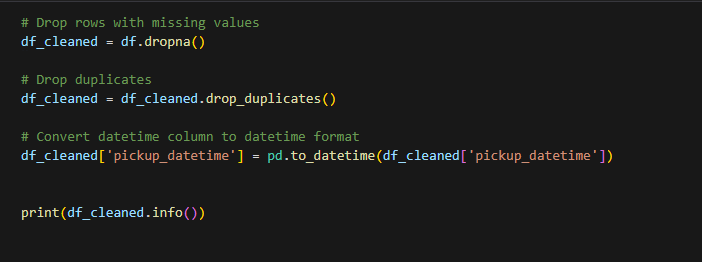 # Drop rows with missing values
df_cleaned = df.dropna()
# Drop duplicates
df_cleaned = df_cleaned.drop_duplicates()
# Convert datetime column to datetime format
df_cleaned['pickup_datetime'] = pd.to_datetime(df_cleaned['pickup_datetime'])
print(df_cleaned.info())